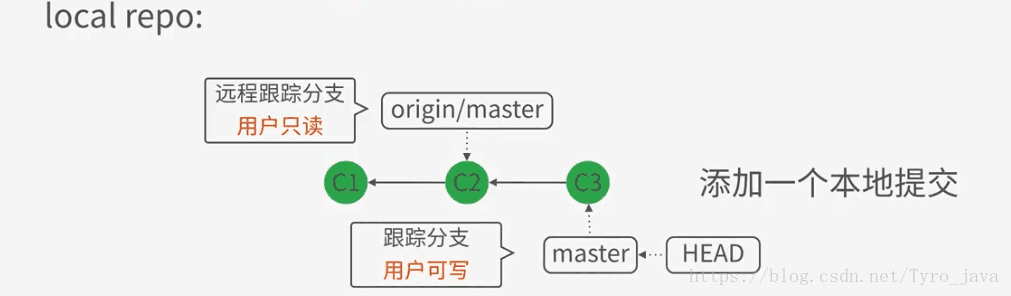 local repo:
远程跟踪分支
用户只读
origin/master
C1
C2
C3
添加一个本地提交
跟踪分支
用户可写
master
HEAD
https://blog.csdn.net/Tyro_java